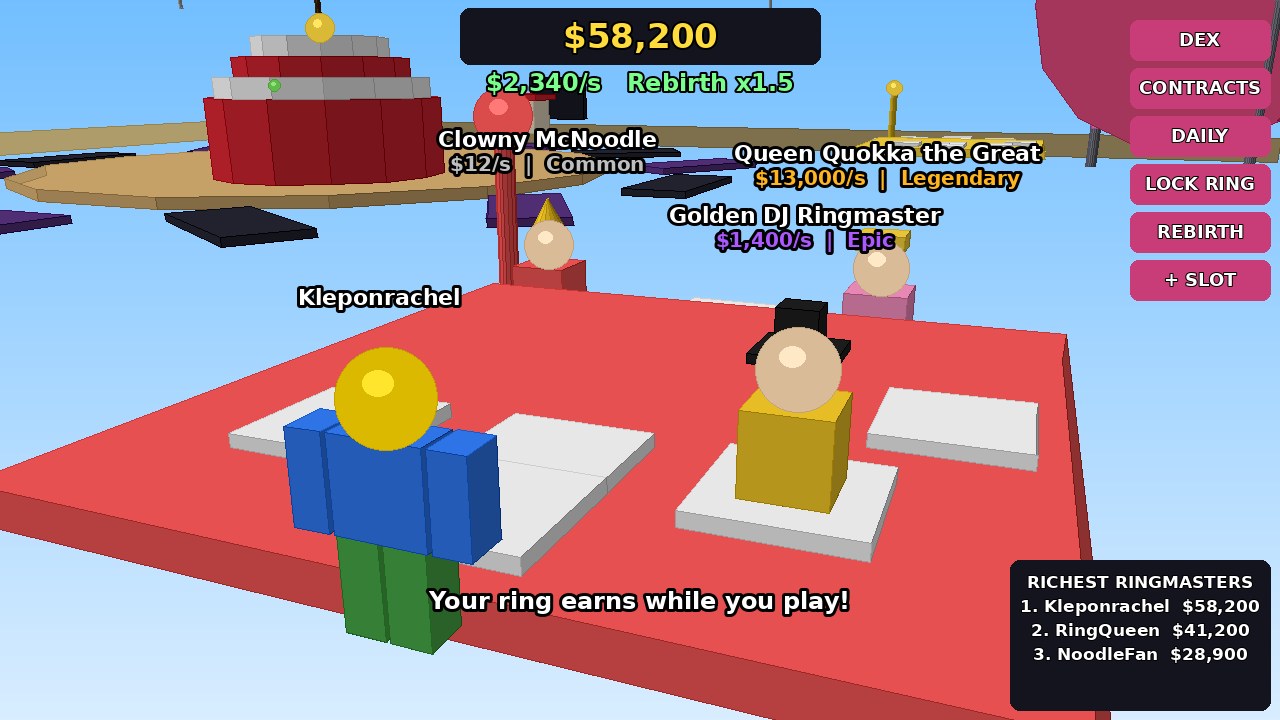 $58,200
$2,340/s Rebirth x1.5
DEX
CONTRACTS
DAILY
LOCK RING
REBIRTH
+ SLOT
Clowny McNoodle
$12/s | Common
Queen Quokka the Great
$13,000/s | Legendary
Golden DJ Ringmaster
$1,400/s | Epic
Kleponrachel
Your ring earns while you play!
RICHEST RINGMASTERS
1. Kleponrachel $58,200
2. RingQueen $41,200
3. NoodleFan $28,900